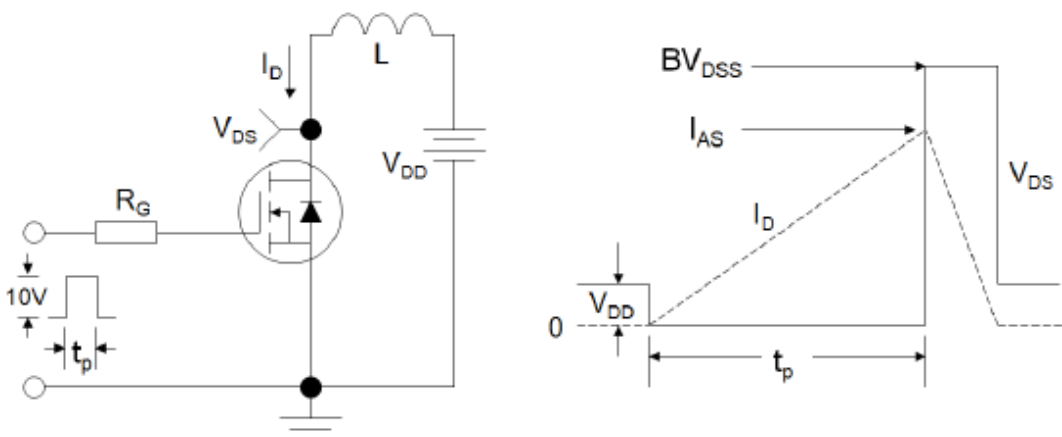 L
I_D
V_DS
V_DD
R_G
10V
t_p
BV_DSS
I_AS
V_DS
I_D
V_DD
0
t_p